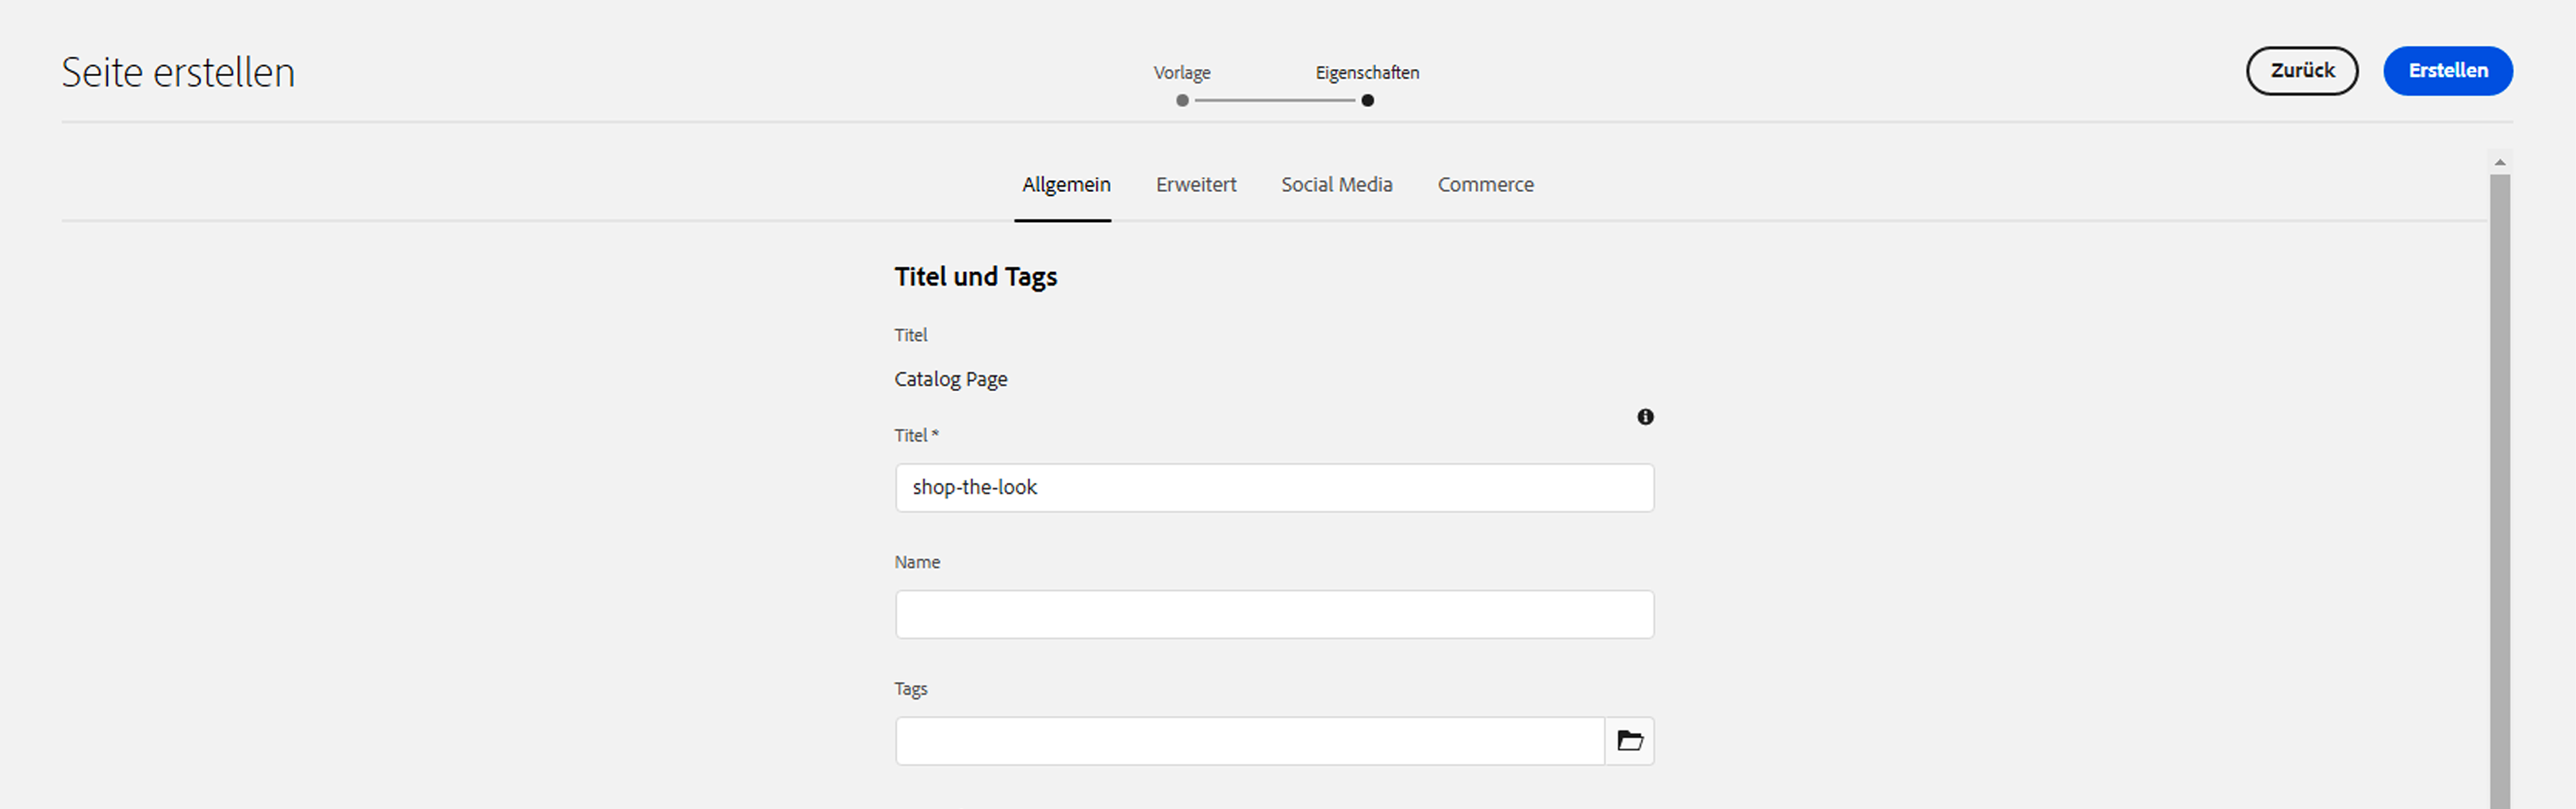 Seite erstellen
Vorlage
Eigenschaften
Zurück
Erstellen
Allgemein
Erweitert
Social Media
Commerce
Titel und Tags
Titel
Catalog Page
Titel *
shop-the-look
Name
Tags